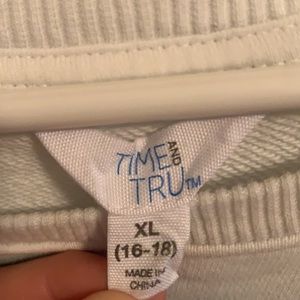 TIME AND
TRU™
XL
(16-18)
MADE IN
CHINA